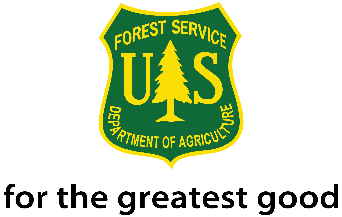 FOREST SERVICE
U S
DEPARTMENT OF AGRICULTURE
for the greatest good